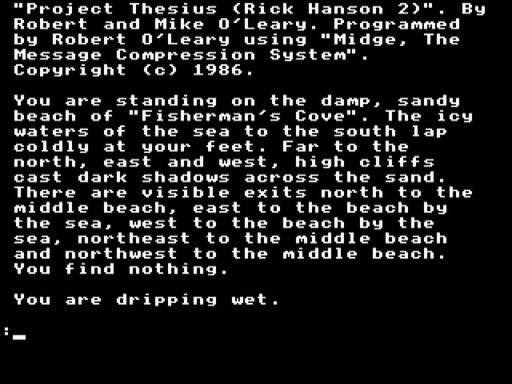 "Project Thesius (Rick Hanson 2)". By
Robert and Mike O'Leary. Programmed
by Robert O'Leary using "Midge, The
Message Compression System".
Copyright (c) 1986.
You are standing on the damp, sandy
beach of "Fisherman's Cove". The icy
waters of the sea to the south lap
coldly at your feet. Far to the
north, east and west, high cliffs
cast dark shadows across the sand.
There are visible exits north to the
middle beach, east to the beach by
the sea, west to the beach by the
sea, northeast to the middle beach
and northwest to the middle beach.
You find nothing.
You are dripping wet.
:_